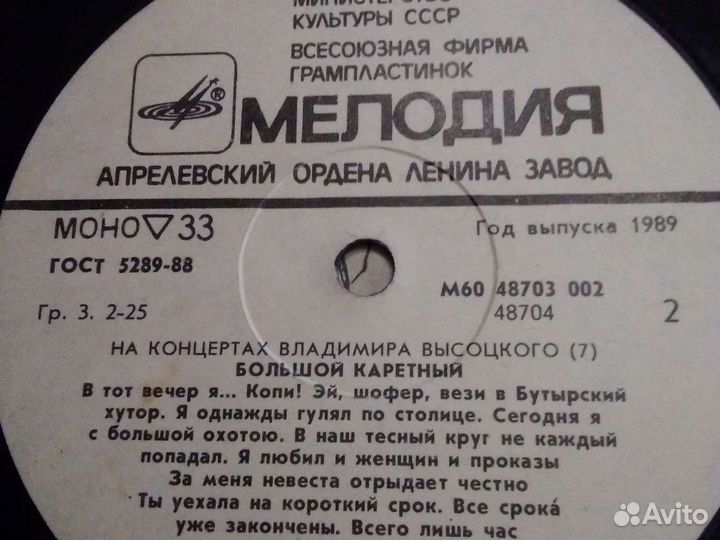 МИНИСТЕРСТВО
КУЛЬТУРЫ СССР
ВСЕСОЮЗНАЯ ФИРМА
ГРАМПЛАСТИНОК
®
МЕЛОДИЯ
АПРЕЛЕВСКИЙ ОРДЕНА ЛЕНИНА ЗАВОД
МОНО ▽ 33
Год выпуска 1989
ГОСТ 5289-88
М60 48703 002
Гр. 3. 2-25
48704
2
НА КОНЦЕРТАХ ВЛАДИМИРА ВЫСОЦКОГО (7)
БОЛЬШОЙ КАРЕТНЫЙ
В тот вечер я... Копи! Эй, шофер, вези в Бутырский
хутор. Я однажды гулял по столице. Сегодня я
с большой охотою. В наш тесный круг не каждый
попадал. Я любил и женщин и проказы
За меня невеста отрыдает честно
Ты уехала на короткий срок. Все срока́
уже закончены. Всего лишь час
Avito